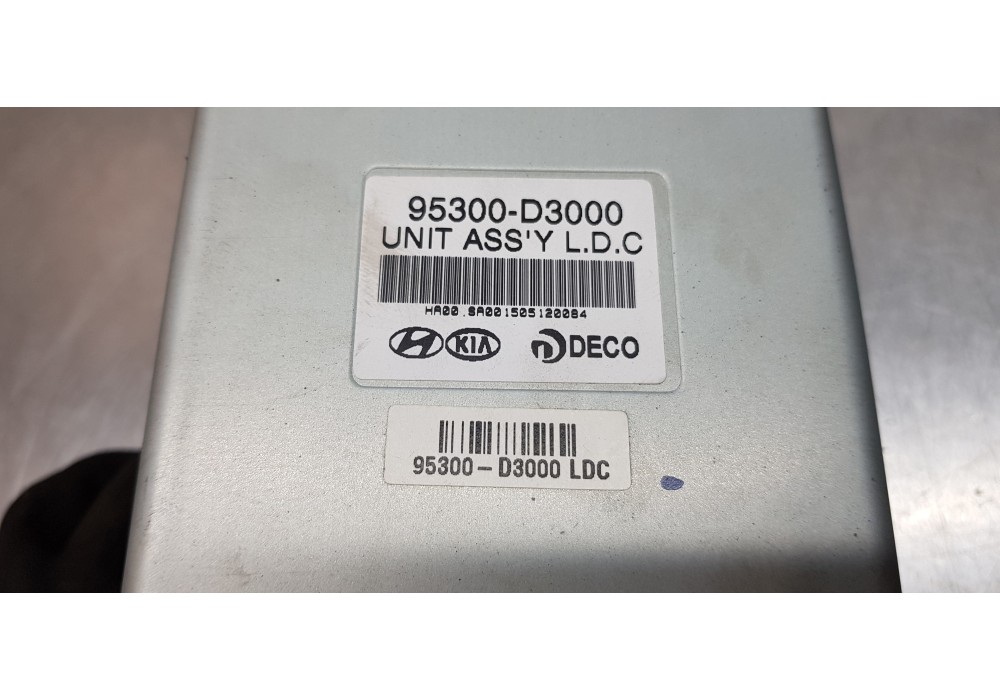 95300-D3000
UNIT ASS'Y L.D.C
HA00.SA001505120084
KIA DECO
95300-D3000 LDC